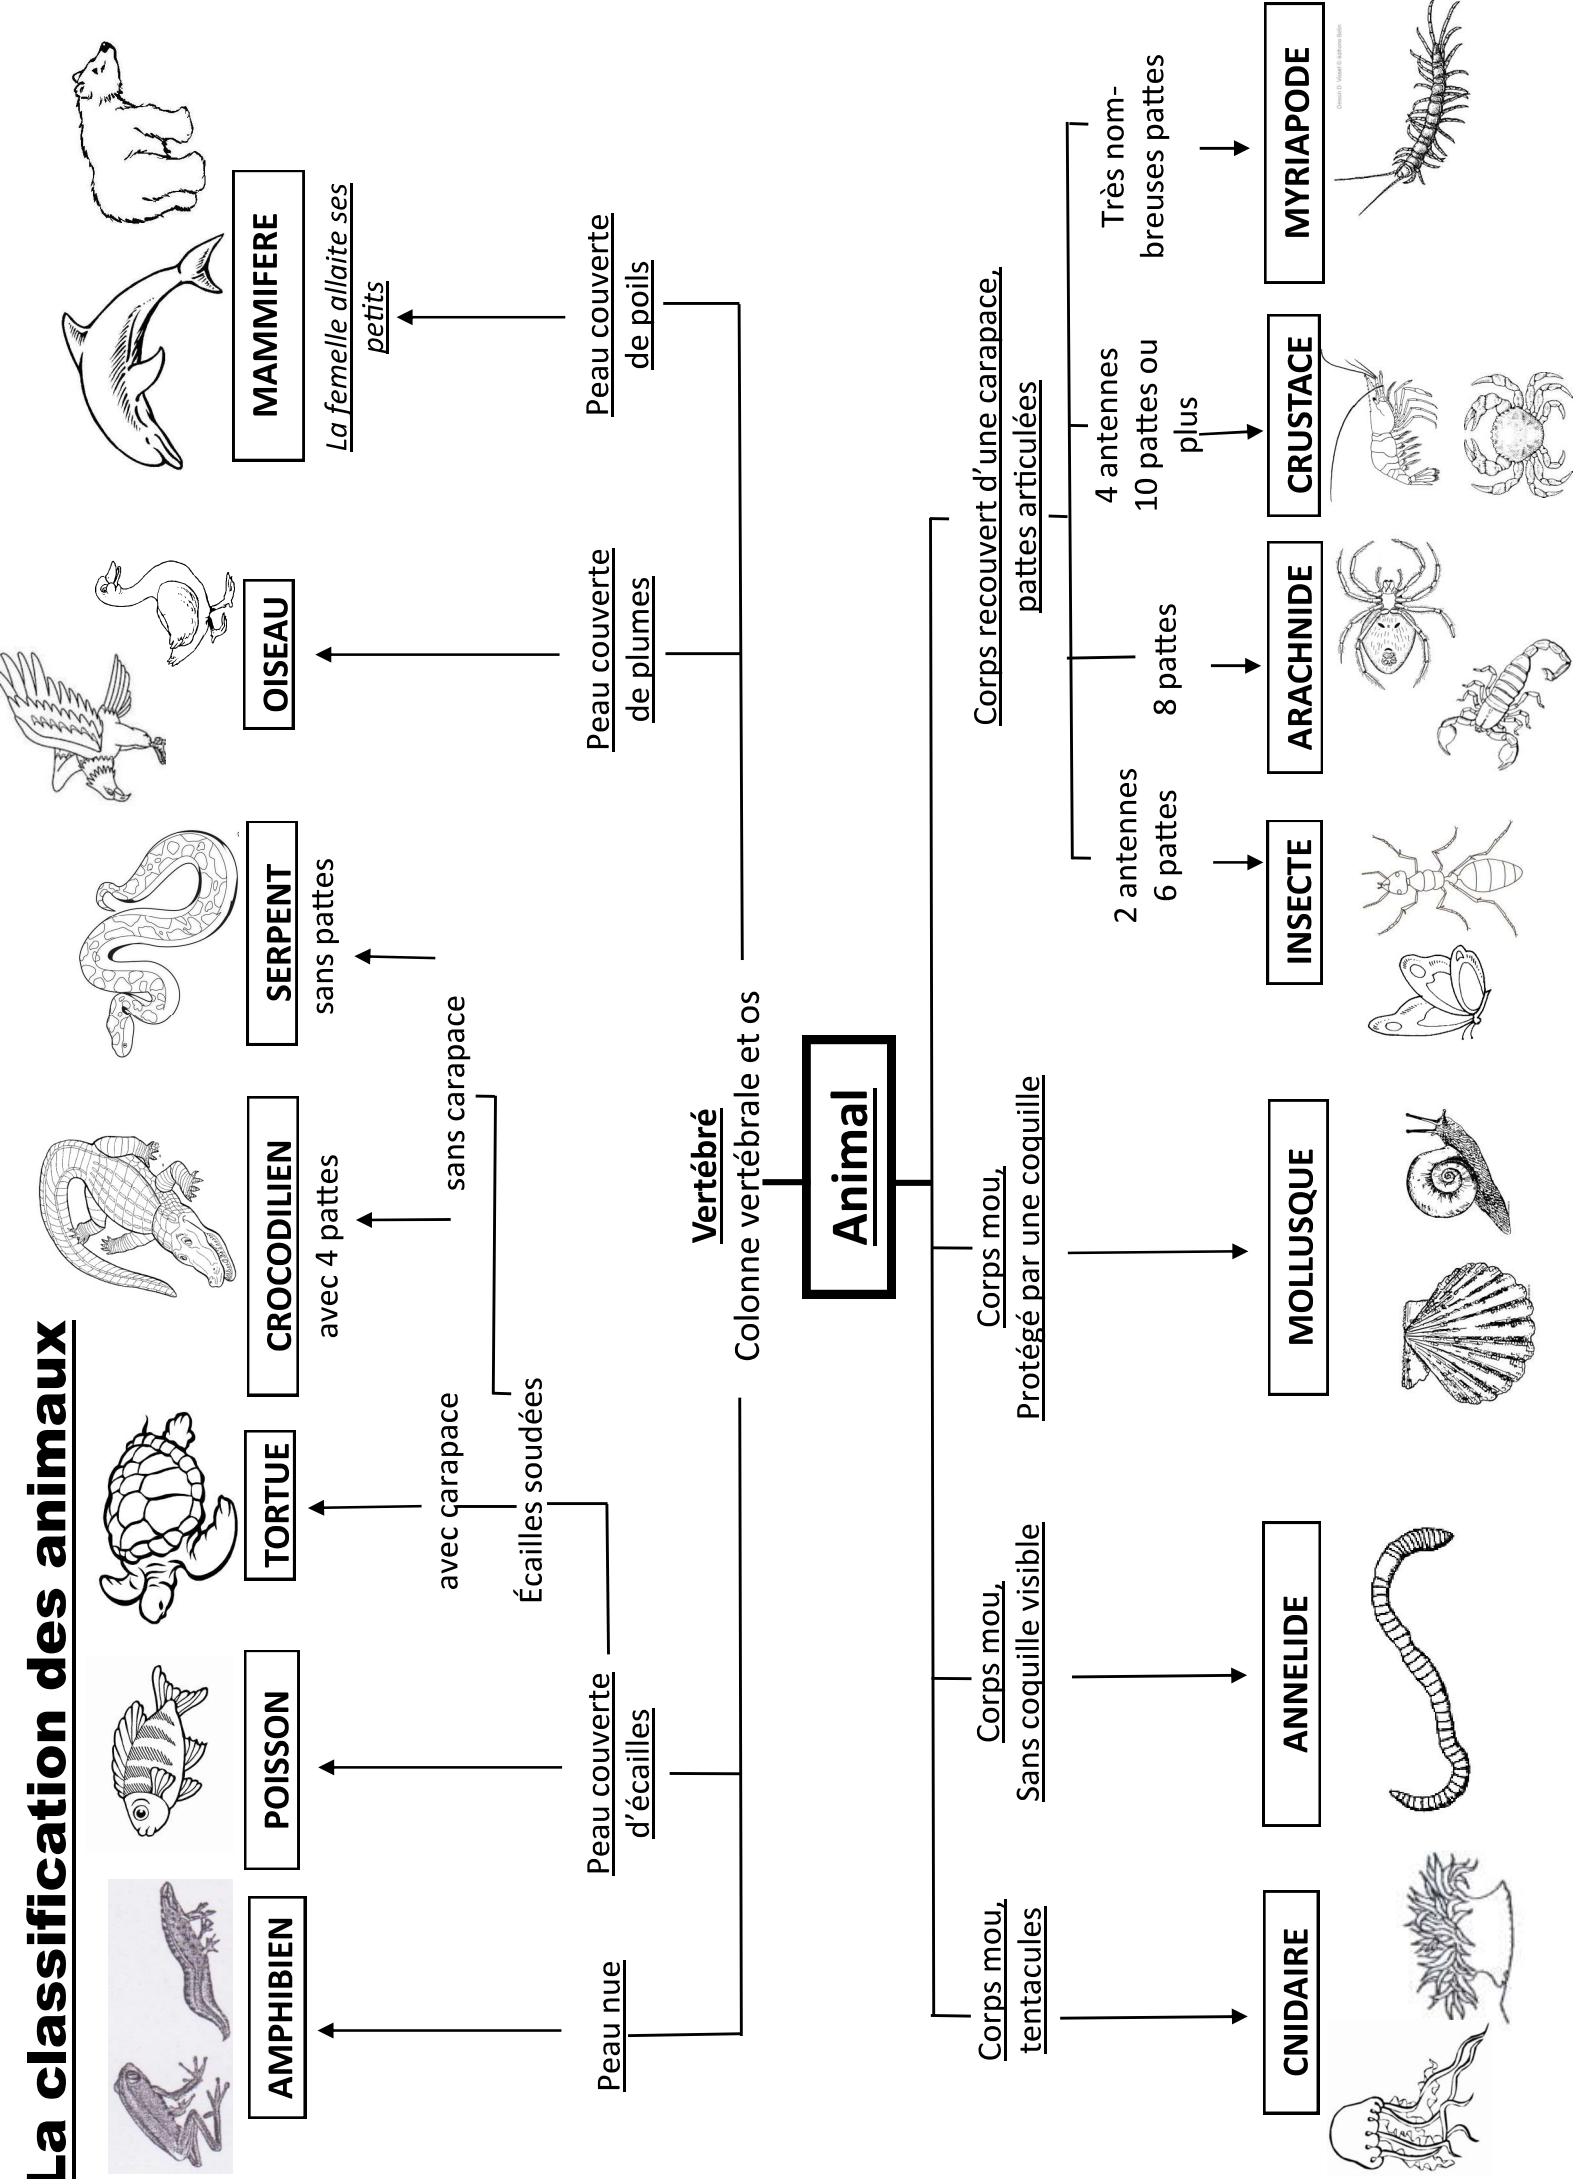 La classification des animaux
AMPHIBIEN
POISSON
TORTUE
CROCODILIEN
avec 4 pattes
SERPENT
sans pattes
OISEAU
MAMMIFERE
La femelle allaite ses
petits
avec carapace
sans carapace
Écailles soudées
Peau nue
Peau couverte
d’écailles
Peau couverte
de plumes
Peau couverte
de poils
Vertébré
Colonne vertébrale et os
Animal
Corps mou,
tentacules
Corps mou,
Sans coquille visible
Corps mou,
Protégé par une coquille
Corps recouvert d’une carapace,
pattes articulées
2 antennes
6 pattes
8 pattes
4 antennes
10 pattes ou
plus
Très nom-
breuses pattes
CNIDAIRE
ANNELIDE
MOLLUSQUE
INSECTE
ARACHNIDE
CRUSTACE
MYRIAPODE